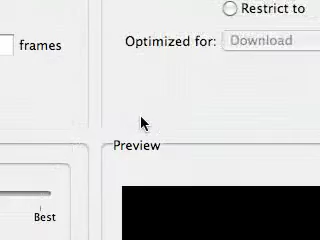 Restrict to
frames
Optimized for: Download
Preview
Best